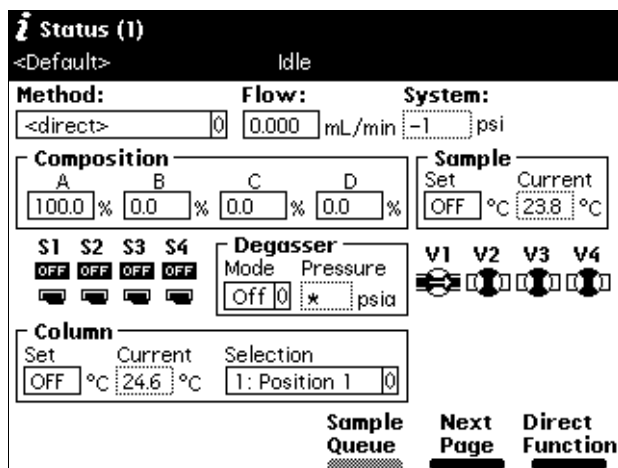 i Status (1)
<Default> Idle
Method: Flow: System:
<direct> 0 0.000 mL/min -1 psi
Composition Sample
A B C D Set Current
100.0 % 0.0 % 0.0 % 0.0 % OFF °C 23.8 °C
S1 S2 S3 S4 Degasser V1 V2 V3 V4
OFF OFF OFF OFF Mode Pressure
Off 0 * psia
Column
Set Current Selection
OFF °C 24.6 °C 1: Position 1 0
Sample Next Direct
Queue Page Function